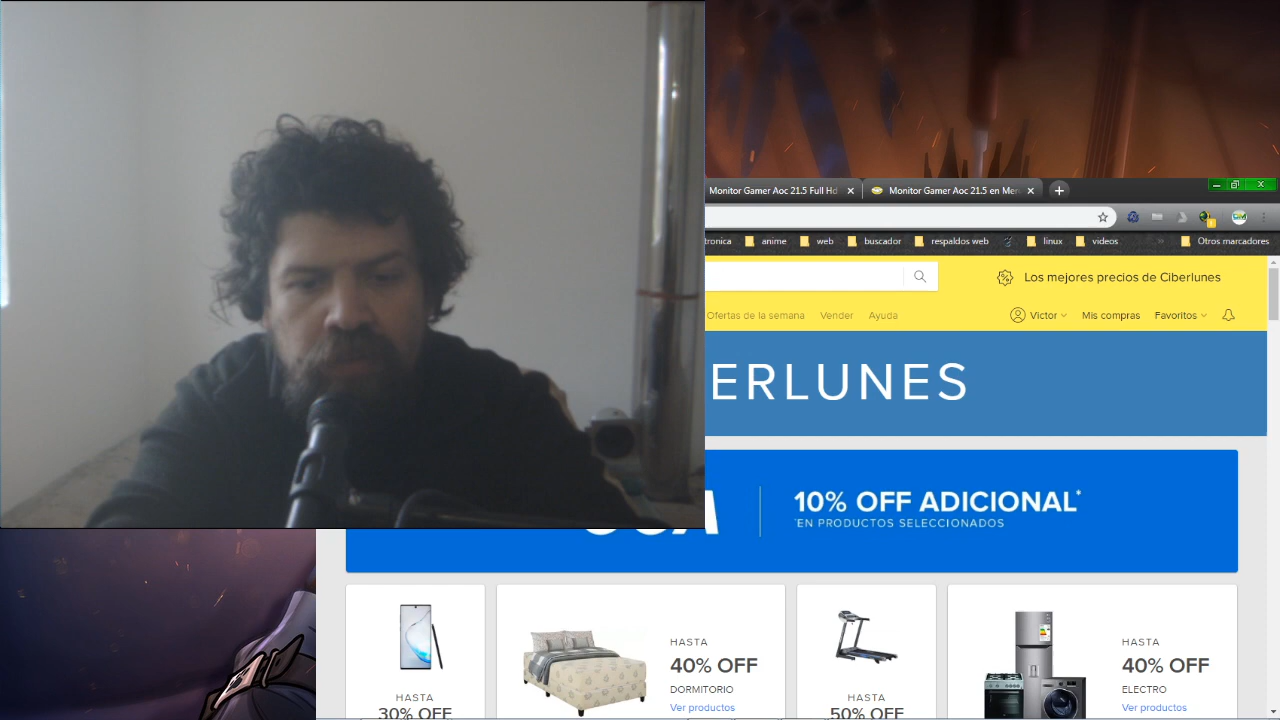 Monitor Gamer Aoc 21.5 Full Hd
Monitor Gamer Aoc 21.5 en Mer
tronica
anime
web
buscador
respaldos web
linux
videos
Otros marcadores
Los mejores precios de Ciberlunes
Ofertas de la semana
Vender
Ayuda
Victor
Mis compras
Favoritos
ERLUNES
10% OFF ADICIONAL*
*EN PRODUCTOS SELECCIONADOS
HASTA
30% OFF
HASTA
40% OFF
DORMITORIO
Ver productos
HASTA
50% OFF
HASTA
40% OFF
ELECTRO
Ver productos